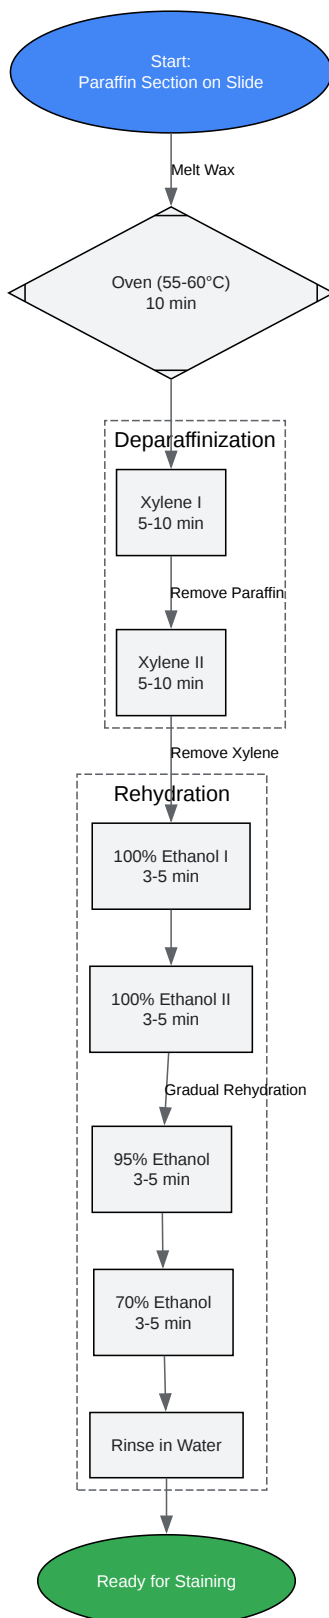 Start:
Paraffin Section on Slide
Melt Wax
Oven (55-60°C)
10 min
Deparaffinization
Xylene I
5-10 min
Remove Paraffin
Xylene II
5-10 min
Remove Xylene
Rehydration
100% Ethanol I
3-5 min
100% Ethanol II
3-5 min
Gradual Rehydration
95% Ethanol
3-5 min
70% Ethanol
3-5 min
Rinse in Water
Ready for Staining